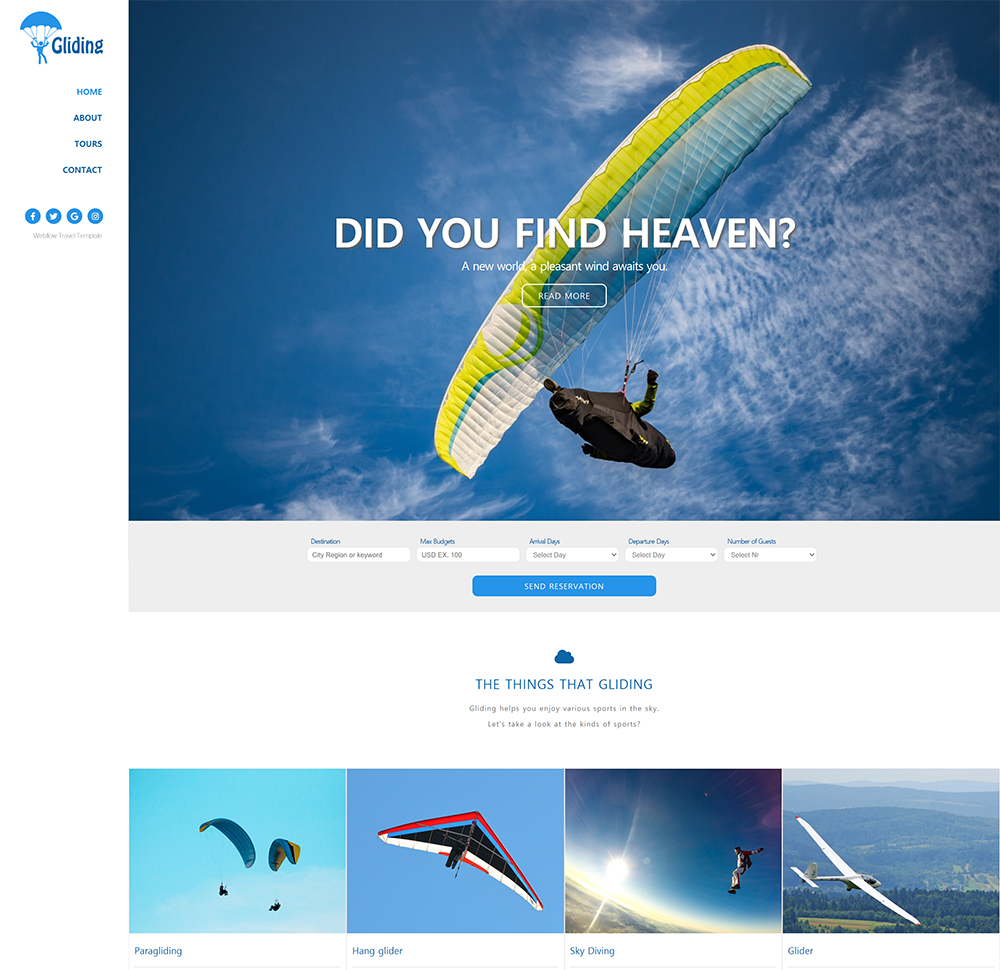 Gliding
HOME
ABOUT
TOURS
CONTACT
Webflow Travel Template
DID YOU FIND HEAVEN?
A new world, a pleasant wind awaits you.
READ MORE
Destination
Max Budgets
Arrival Days
Departure Days
Number of Guests
City Region or keyword
USD EX. 100
Select Day
Select Day
Select Nr
SEND RESERVATION
THE THINGS THAT GLIDING
Gliding helps you enjoy various sports in the sky.
Let's take a look at the kinds of sports?
Paragliding
Hang glider
Sky Diving
Glider